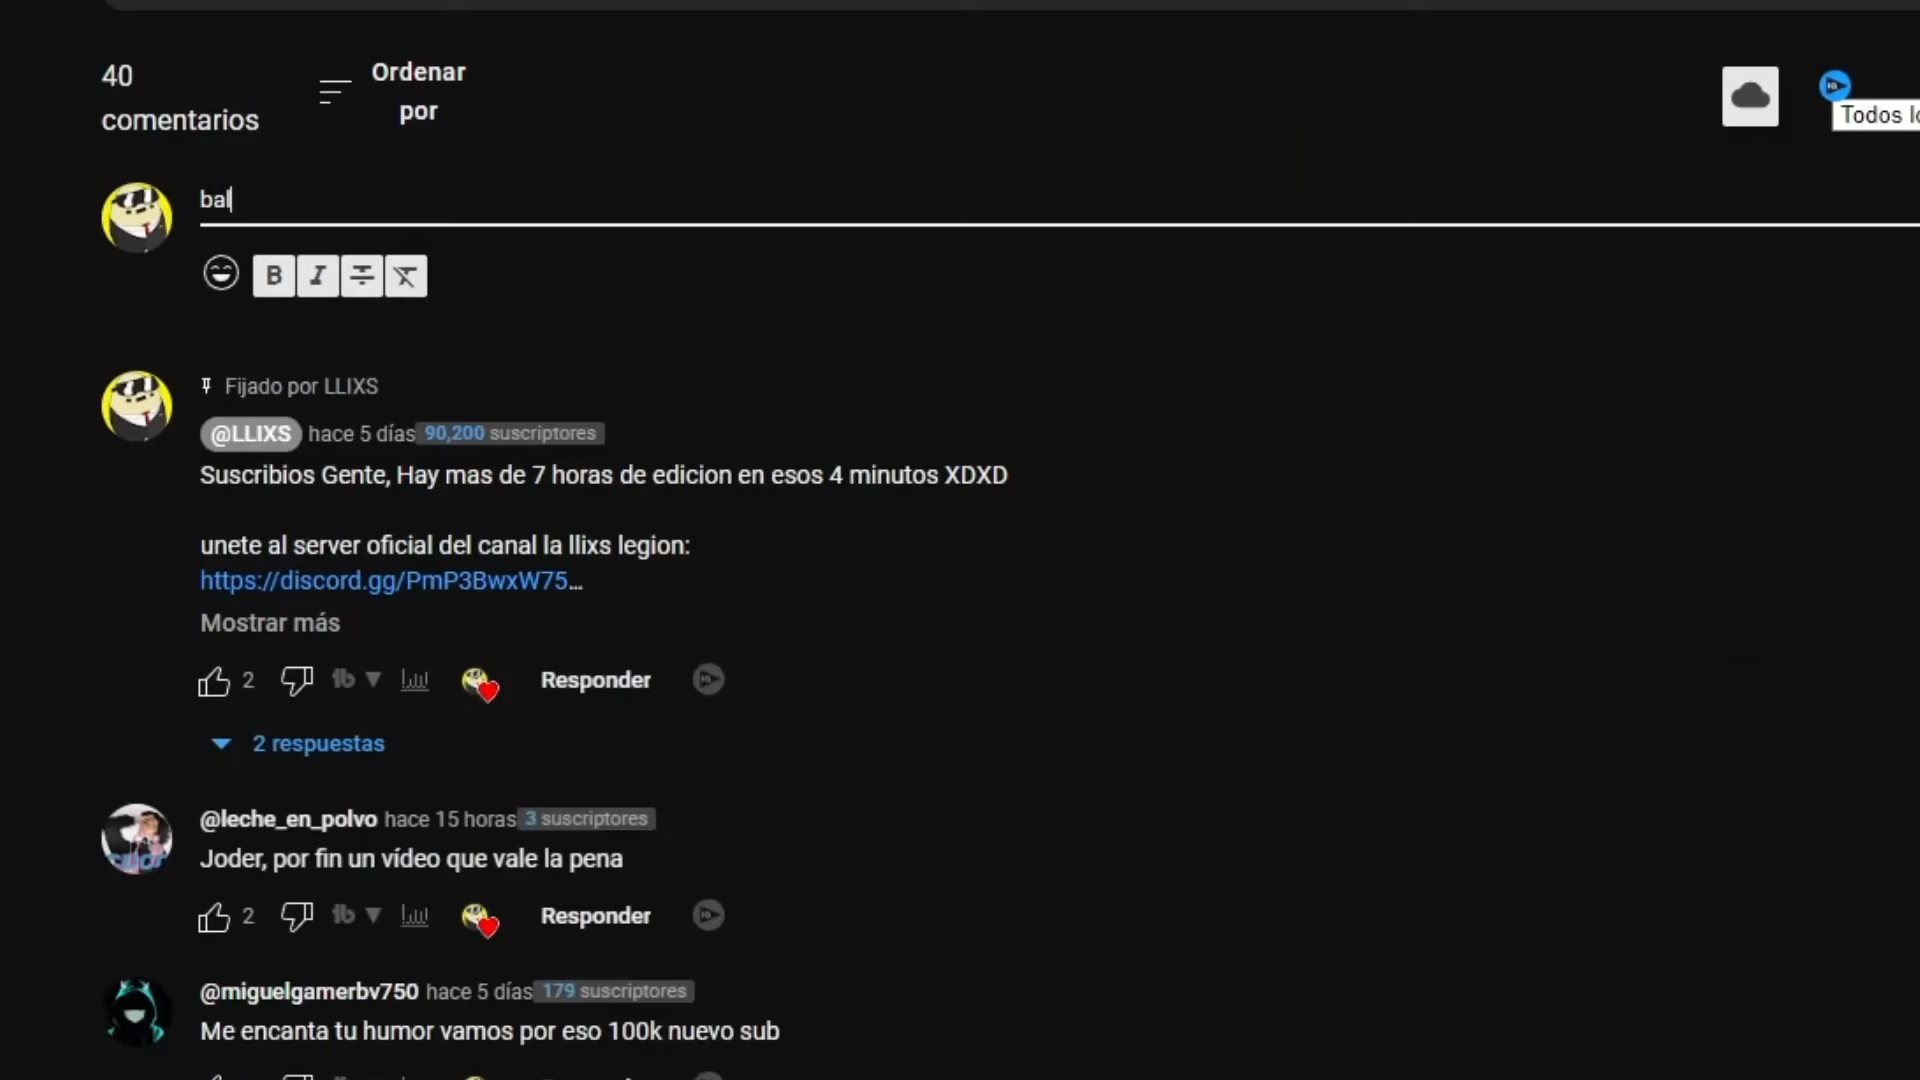 40
comentarios
Ordenar
por
Todos lo
bal
B I
Fijado por LLIXS
@LLIXS hace 5 días 90,200 suscriptores
Suscribios Gente, Hay mas de 7 horas de edicion en esos 4 minutos XDXD
unete al server oficial del canal la llixs legion:
https://discord.gg/PmP3BwxW75...
Mostrar más
2 Responder
2 respuestas
@leche_en_polvo hace 15 horas 3 suscriptores
Joder, por fin un vídeo que vale la pena
2 Responder
@miguelgamerbv750 hace 5 días 179 suscriptores
Me encanta tu humor vamos por eso 100k nuevo sub